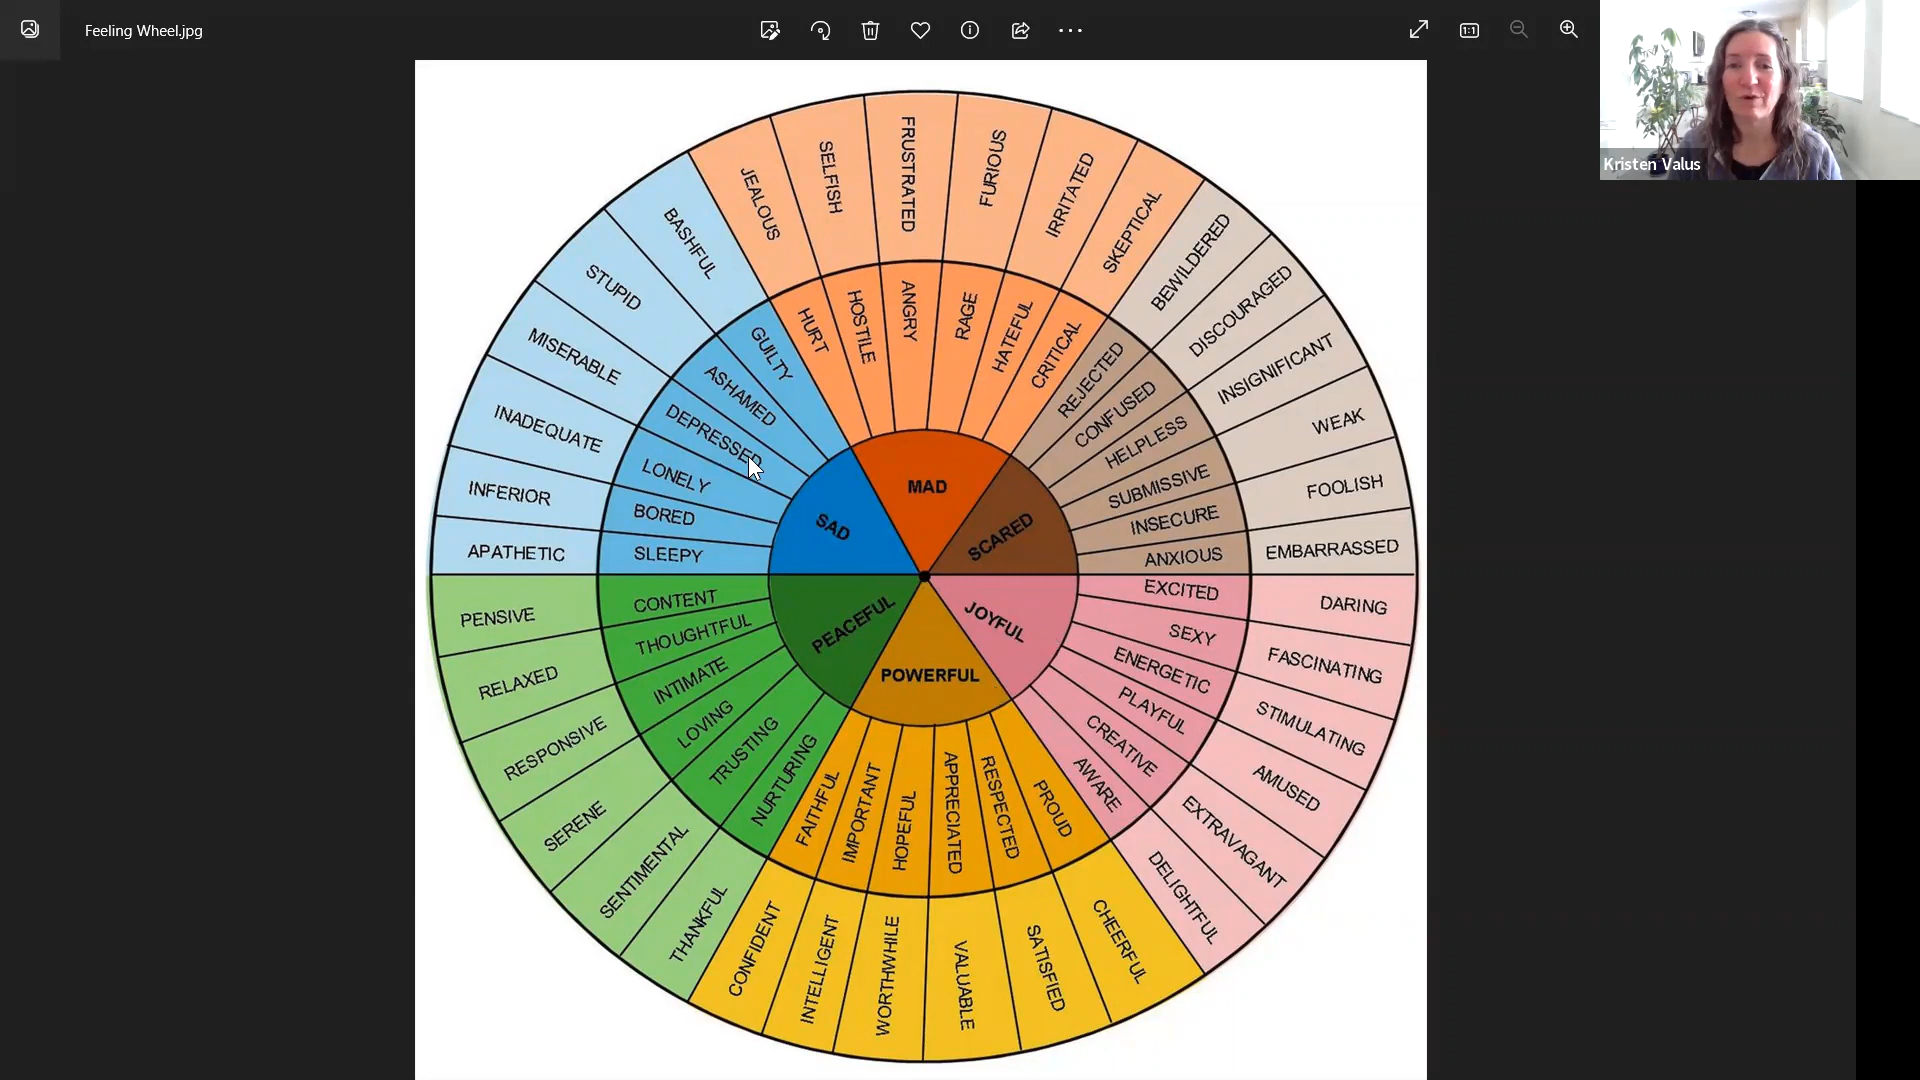 Feeling Wheel.jpg
1:1
Kristen Valus
MAD
SCARED
JOYFUL
POWERFUL
PEACEFUL
SAD
HURT
HOSTILE
ANGRY
RAGE
HATEFUL
CRITICAL
REJECTED
CONFUSED
HELPLESS
SUBMISSIVE
INSECURE
ANXIOUS
EXCITED
SEXY
ENERGETIC
PLAYFUL
CREATIVE
AWARE
PROUD
RESPECTED
APPRECIATED
HOPEFUL
IMPORTANT
FAITHFUL
NURTURING
TRUSTING
LOVING
INTIMATE
THOUGHTFUL
CONTENT
SLEEPY
BORED
LONELY
DEPRESSED
ASHAMED
GUILTY
JEALOUS
SELFISH
FRUSTRATED
FURIOUS
IRRITATED
SKEPTICAL
BEWILDERED
DISCOURAGED
INSIGNIFICANT
WEAK
FOOLISH
EMBARRASSED
DARING
FASCINATING
STIMULATING
AMUSED
EXTRAVAGANT
DELIGHTFUL
CHEERFUL
SATISFIED
VALUABLE
WORTHWHILE
INTELLIGENT
CONFIDENT
THANKFUL
SENTIMENTAL
SERENE
RESPONSIVE
RELAXED
PENSIVE
APATHETIC
INFERIOR
INADEQUATE
MISERABLE
STUPID
BASHFUL